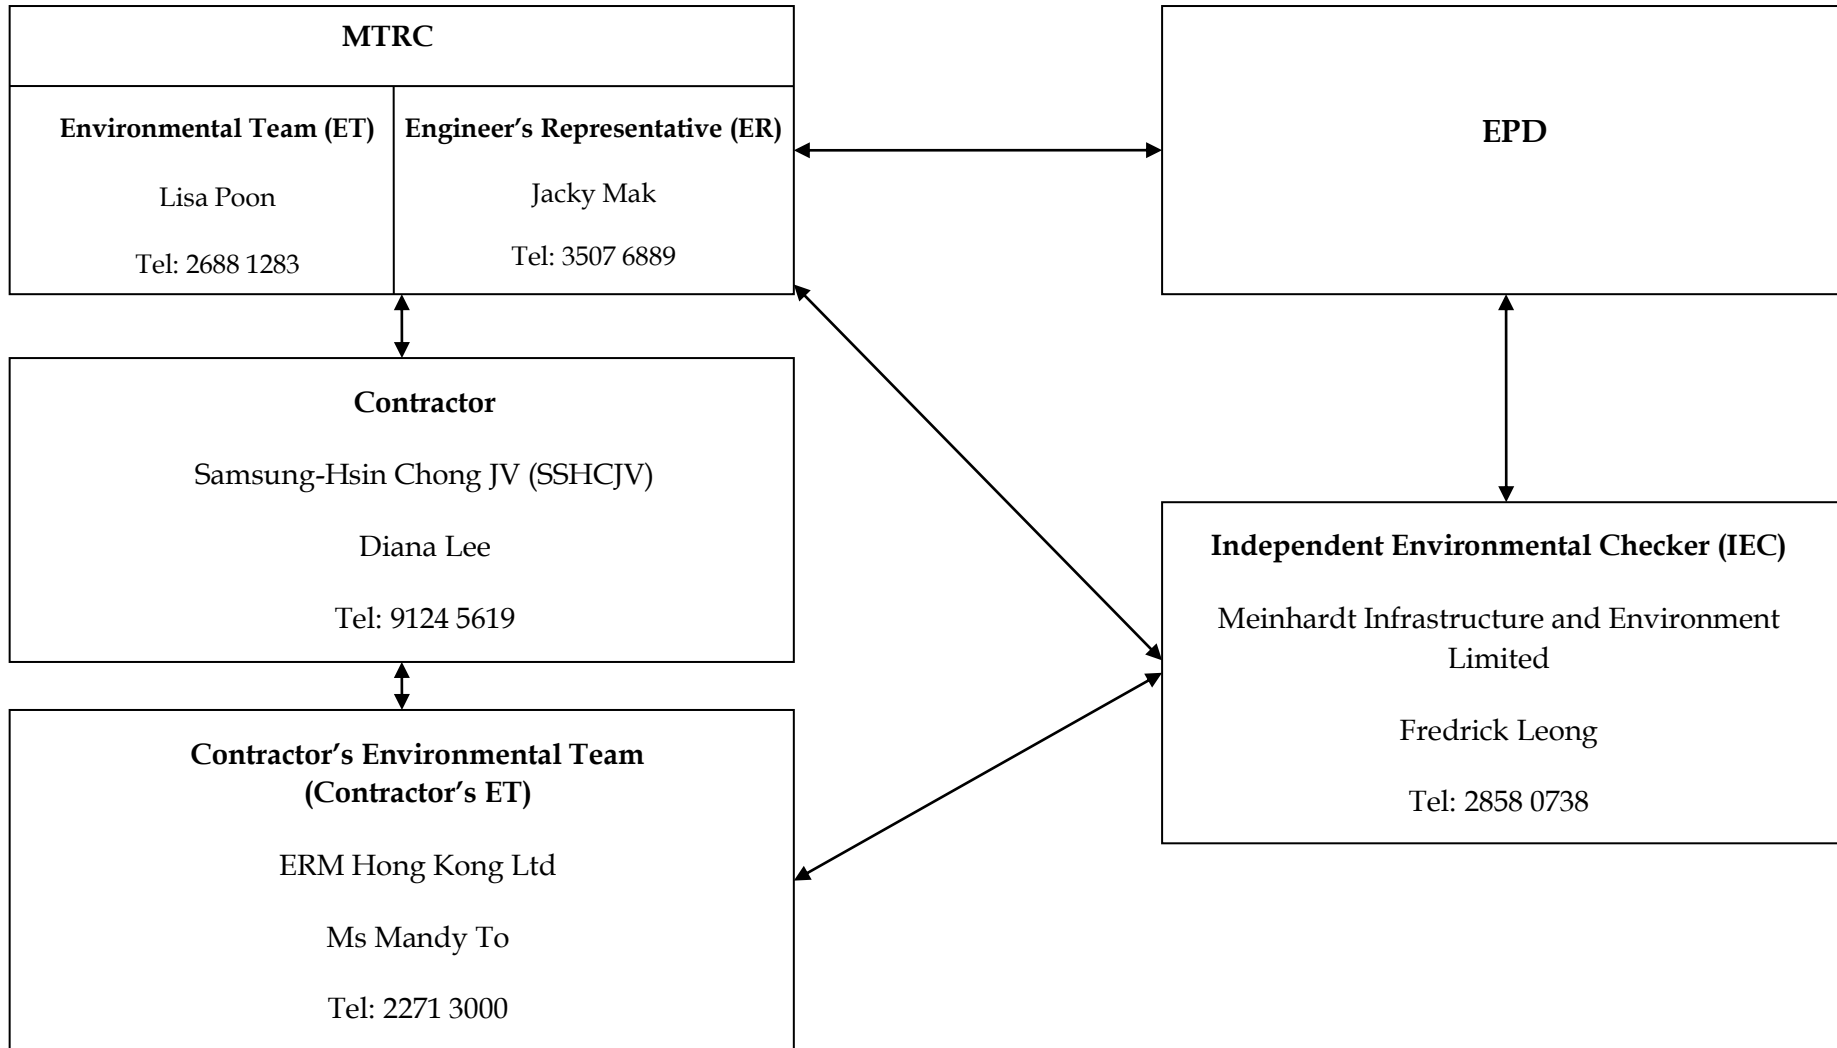 MTRC
Environmental Team (ET)
Lisa Poon
Tel: 2688 1283
Engineer’s Representative (ER)
Jacky Mak
Tel: 3507 6889
EPD
Contractor
Samsung-Hsin Chong JV (SSHCJV)
Diana Lee
Tel: 9124 5619
Independent Environmental Checker (IEC)
Meinhardt Infrastructure and Environment
Limited
Fredrick Leong
Tel: 2858 0738
Contractor’s Environmental Team
(Contractor’s ET)
ERM Hong Kong Ltd
Ms Mandy To
Tel: 2271 3000